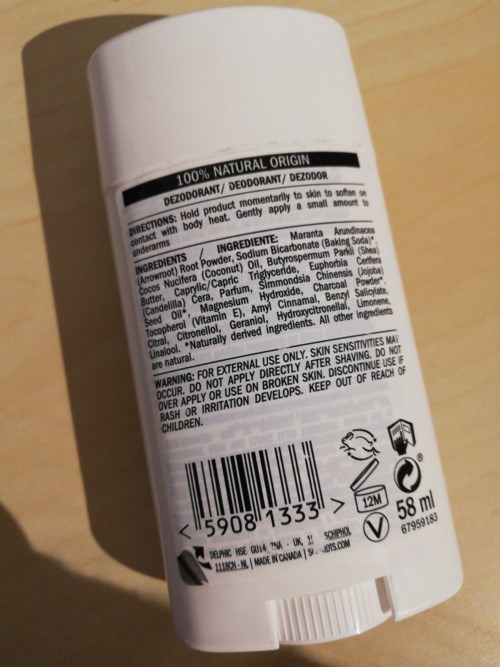 100% NATURAL ORIGIN
DEZODORANT/ DEODORANT/ DEZODOR
DIRECTIONS: Hold product momentarily to skin to soften on
contact with body heat. Gently apply a small amount to
underarms
INGREDIENTS / INGREDIENTE: Maranta Arundinacea
(Arrowroot) Root Powder, Sodium Bicarbonate (Baking Soda)*,
Cocos Nucifera (Coconut) Oil, Butyrospermum Parkii (Shea)
Butter, Caprylic/Capric Triglyceride, Euphorbia Cerifera
(Candelilla) Cera, Parfum, Simmondsia Chinensis (Jojoba)
Seed Oil*, Magnesium Hydroxide, Charcoal Powder*,
Tocopherol (Vitamin E), Amyl Cinnamal, Benzyl Salicylate,
Citral, Citronellol, Geraniol, Hydroxycitronellal, Limonene,
Linalool. *Naturally derived ingredients. All other ingredients
are natural.
WARNING: FOR EXTERNAL USE ONLY. SKIN SENSITIVITIES MAY
OCCUR. DO NOT APPLY DIRECTLY AFTER SHAVING. DO NOT
OVER APPLY OR USE ON BROKEN SKIN. DISCONTINUE USE IF
RASH OR IRRITATION DEVELOPS. KEEP OUT OF REACH OF
CHILDREN.
12M
V
®
58 ml
67959183
< 5908 1333 >
DELPHIC HSE, GU14 7NA - UK, SCHIPHOL
1118CN - NL | MADE IN CANADA |